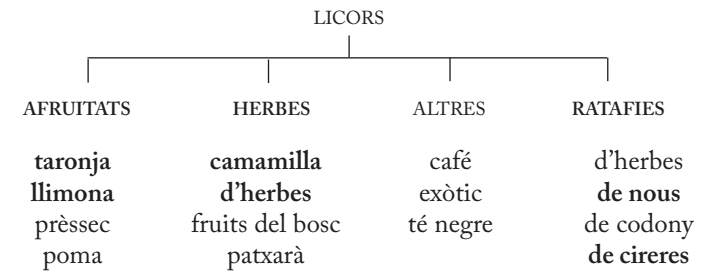 LICORS
AFRUITATS HERBES ALTRES RATAFIES
taronja camamilla café d'herbes
llimona d'herbes exòtic de nous
prèssec fruits del bosc té negre de codony
poma patxarà de cireres